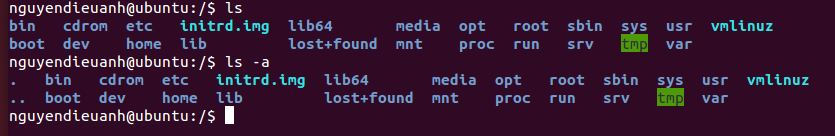 nguyendieuanh@ubuntu:/$ ls
bin cdrom etc initrd.img lib64 media opt root sbin sys usr vmlinuz
boot dev home lib lost+found mnt proc run srv tmp var
nguyendieuanh@ubuntu:/$ ls -a
. bin cdrom etc initrd.img lib64 media opt root sbin sys usr vmlinuz
.. boot dev home lib lost+found mnt proc run srv tmp var
nguyendieuanh@ubuntu:/$